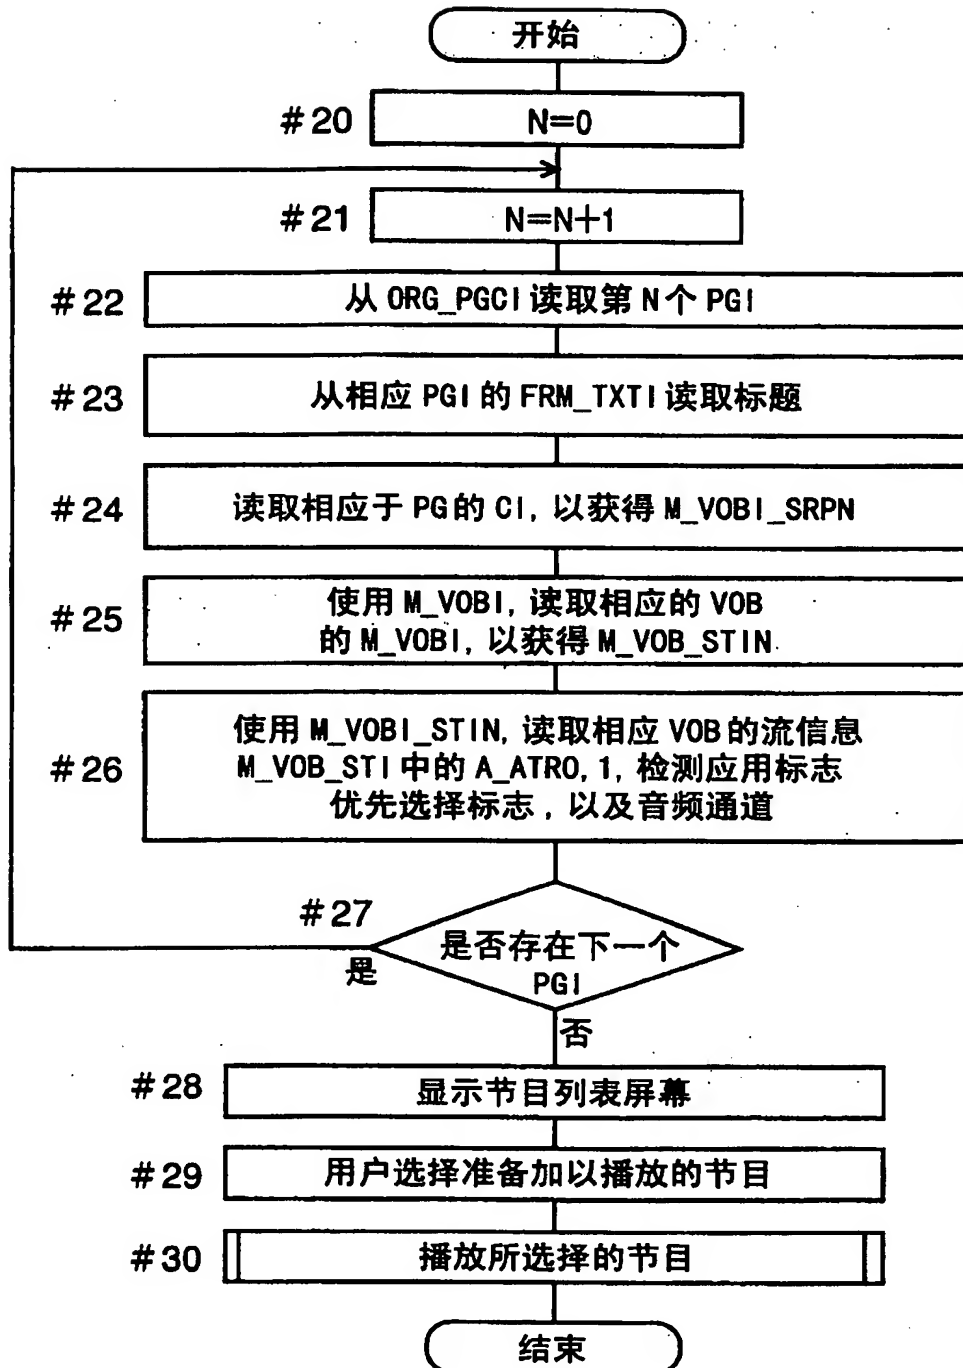 开始
#20
N=0
#21
N=N+1
#22
从 ORG_PGCI 读取第 N 个 PGI
#23
从相应 PGI 的 FRM_TXTI 读取标题
#24
读取相应于 PG 的 CI, 以获得 M_VOBI_SRPN
#25
使用 M_VOBI, 读取相应的 VOB
的 M_VOBI, 以获得 M_VOB_STIN
#26
使用 M_VOBI_STIN, 读取相应 VOB 的流信息
M_VOB_STI 中的 A_ATRO, 1, 检测应用标志
优先选择标志, 以及音频通道
#27
是否存在下一个
PGI
是
否
#28
显示节目列表屏幕
#29
用户选择准备加以播放的节目
#30
播放所选择的节目
结束